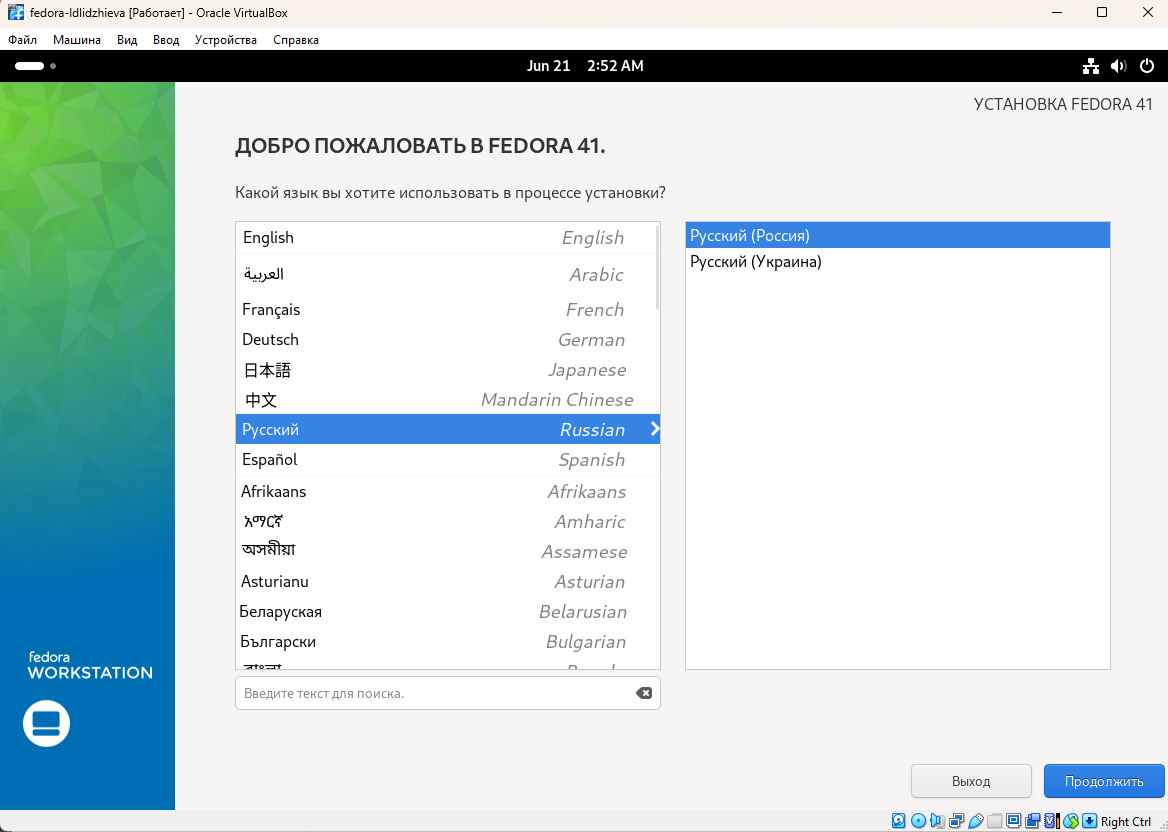 fedora-ldlidzhieva [Работает] - Oracle VirtualBox
Файл Машина Вид Ввод Устройства Справка
Jun 21 2:52 AM
УСТАНОВКА FEDORA 41
ДОБРО ПОЖАЛОВАТЬ В FEDORA 41.
Какой язык вы хотите использовать в процессе установки?
English English
العربية Arabic
Français French
Deutsch German
日本語 Japanese
中文 Mandarin Chinese
Русский Russian
Español Spanish
Afrikaans Afrikaans
አማርኛ Amharic
অসমীয়া Assamese
Asturianu Asturian
Беларуская Belarusian
Български Bulgarian
Русский (Россия)
Русский (Украина)
Введите текст для поиска.
fedora
WORKSTATION
Выход Продолжить
Right Ctrl